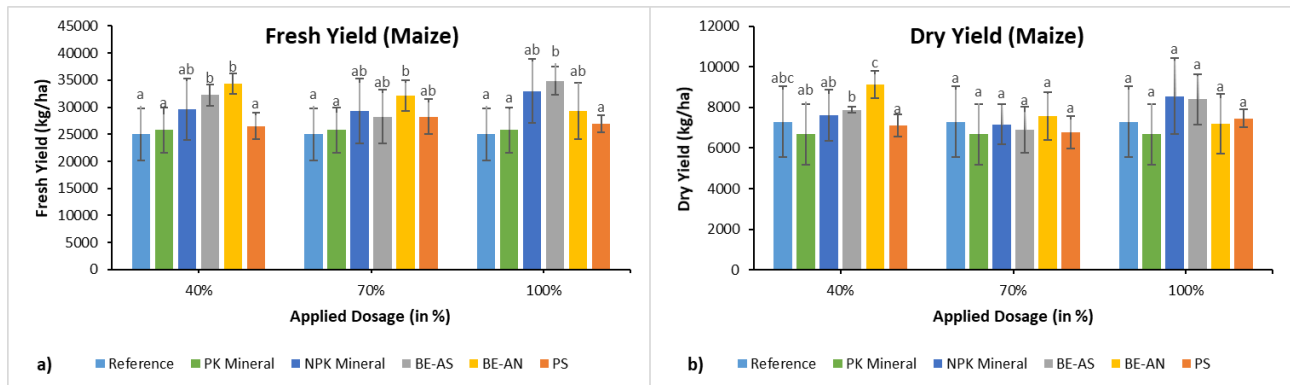 Fresh Yield (Maize)
45000
40000
35000
30000
25000
20000
15000
10000
5000
0
Fresh Yield (kg/ha)
a a ab b b a
a a ab ab b ab
a a ab b ab a
40% 70% 100%
Applied Dosage (in %)
a) Reference PK Mineral NPK Mineral BE-AS BE-AN PS
Dry Yield (Maize)
12000
10000
8000
6000
4000
2000
0
Dry Yield (kg/ha)
abc ab ab b c a
a a a a a a
a a a a a a
40% 70% 100%
Applied Dosage (in %)
b) Reference PK Mineral NPK Mineral BE-AS BE-AN PS